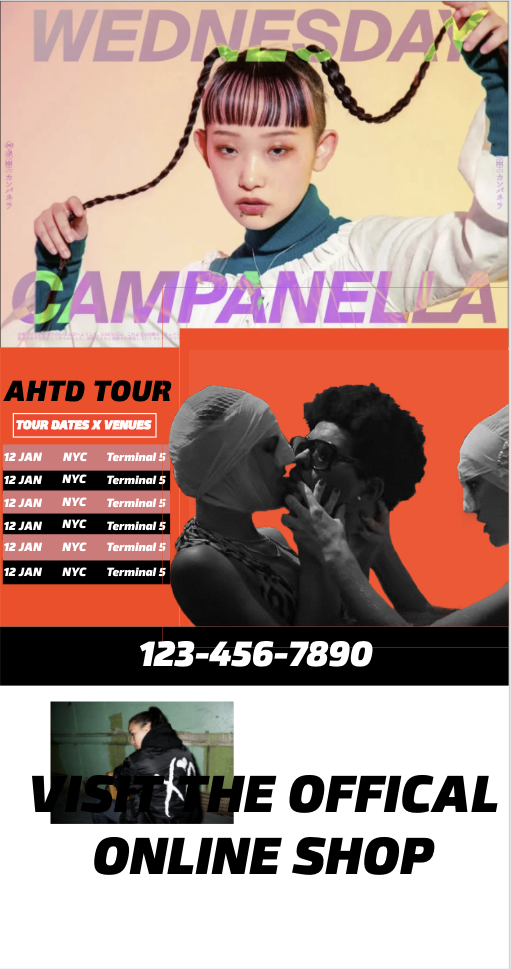 WEDNESDAY
CAMPANELLA
AHTD TOUR
TOUR DATES X VENUES
12 JAN NYC Terminal 5
12 JAN NYC Terminal 5
12 JAN NYC Terminal 5
12 JAN NYC Terminal 5
12 JAN NYC Terminal 5
12 JAN NYC Terminal 5
123-456-7890
VISIT THE OFFICAL
ONLINE SHOP